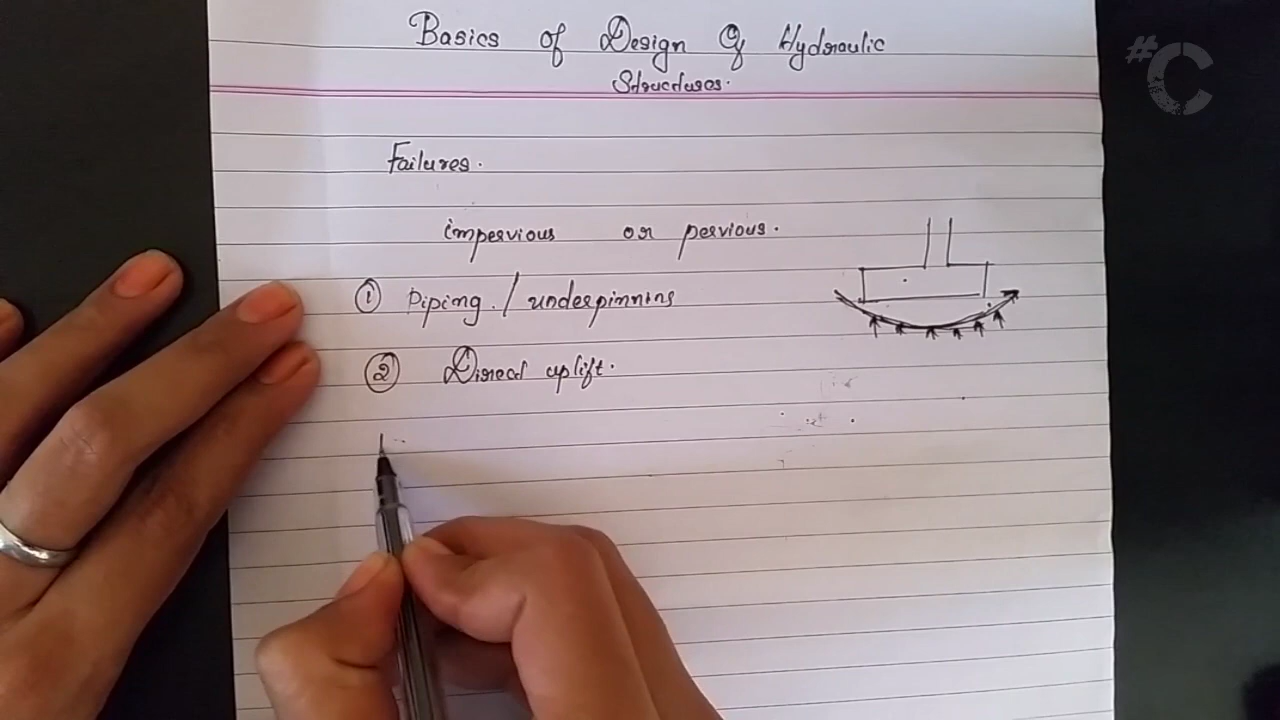 #C
Basics of Design Of Hydraulic
Structures.
Failures.
impervious or pervious.
① Piping. / underpinning
② Direct uplift.